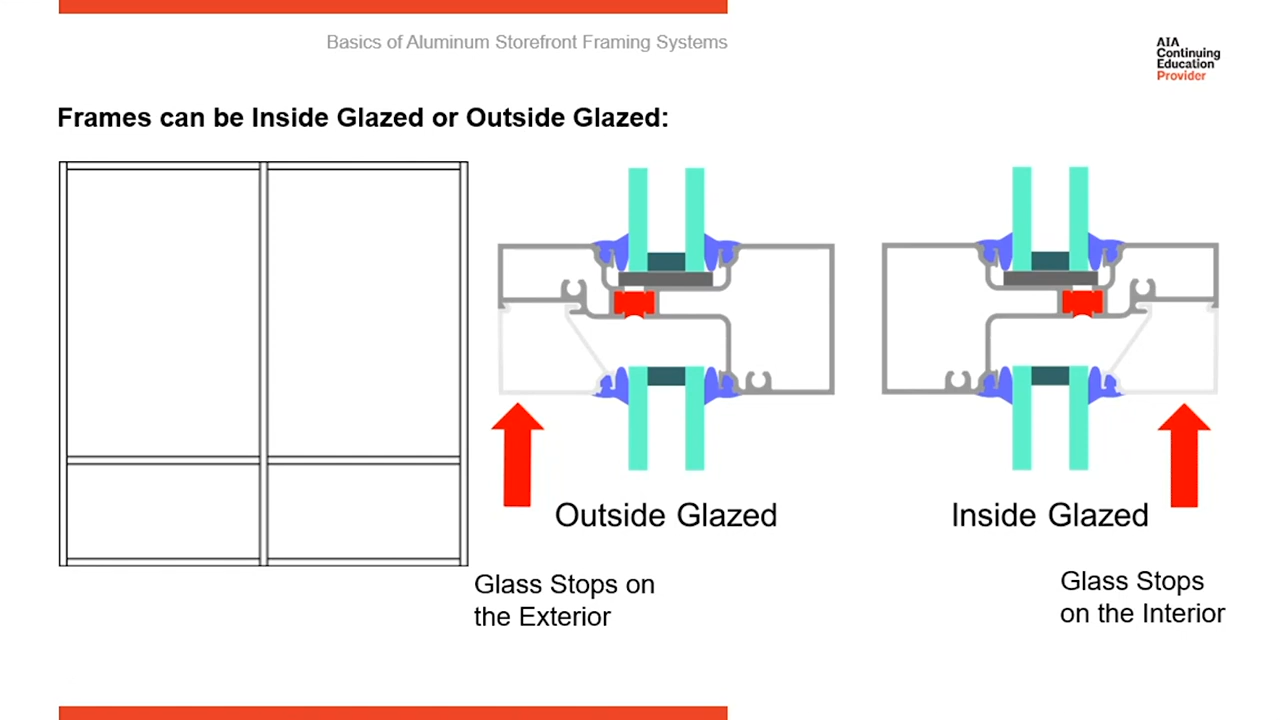 Basics of Aluminum Storefront Framing Systems
AIA
Continuing
Education
Provider
Frames can be Inside Glazed or Outside Glazed:
Outside Glazed
Inside Glazed
Glass Stops on
the Exterior
Glass Stops
on the Interior